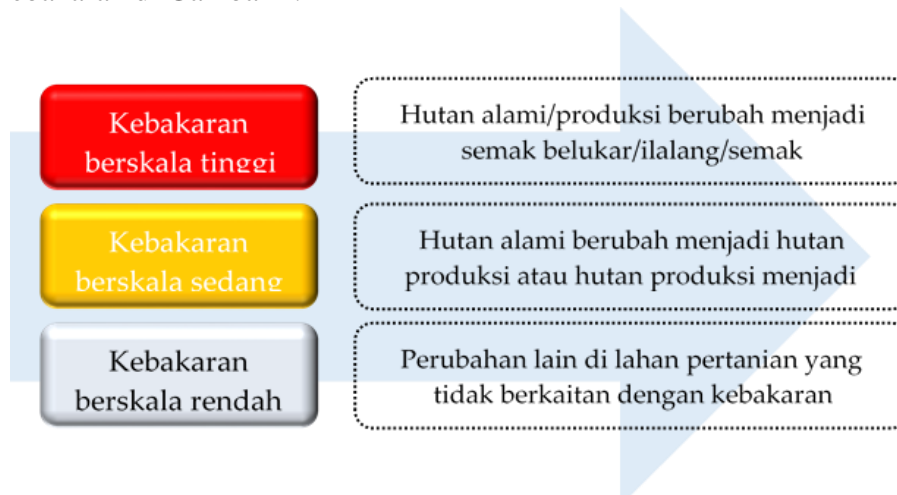 Kebakaran
berskala tinggi
Hutan alami/produksi berubah menjadi
semak belukar/ilalang/semak
Kebakaran
berskala sedang
Hutan alami berubah menjadi hutan
produksi atau hutan produksi menjadi
Kebakaran
berskala rendah
Perubahan lain di lahan pertanian yang
tidak berkaitan dengan kebakaran